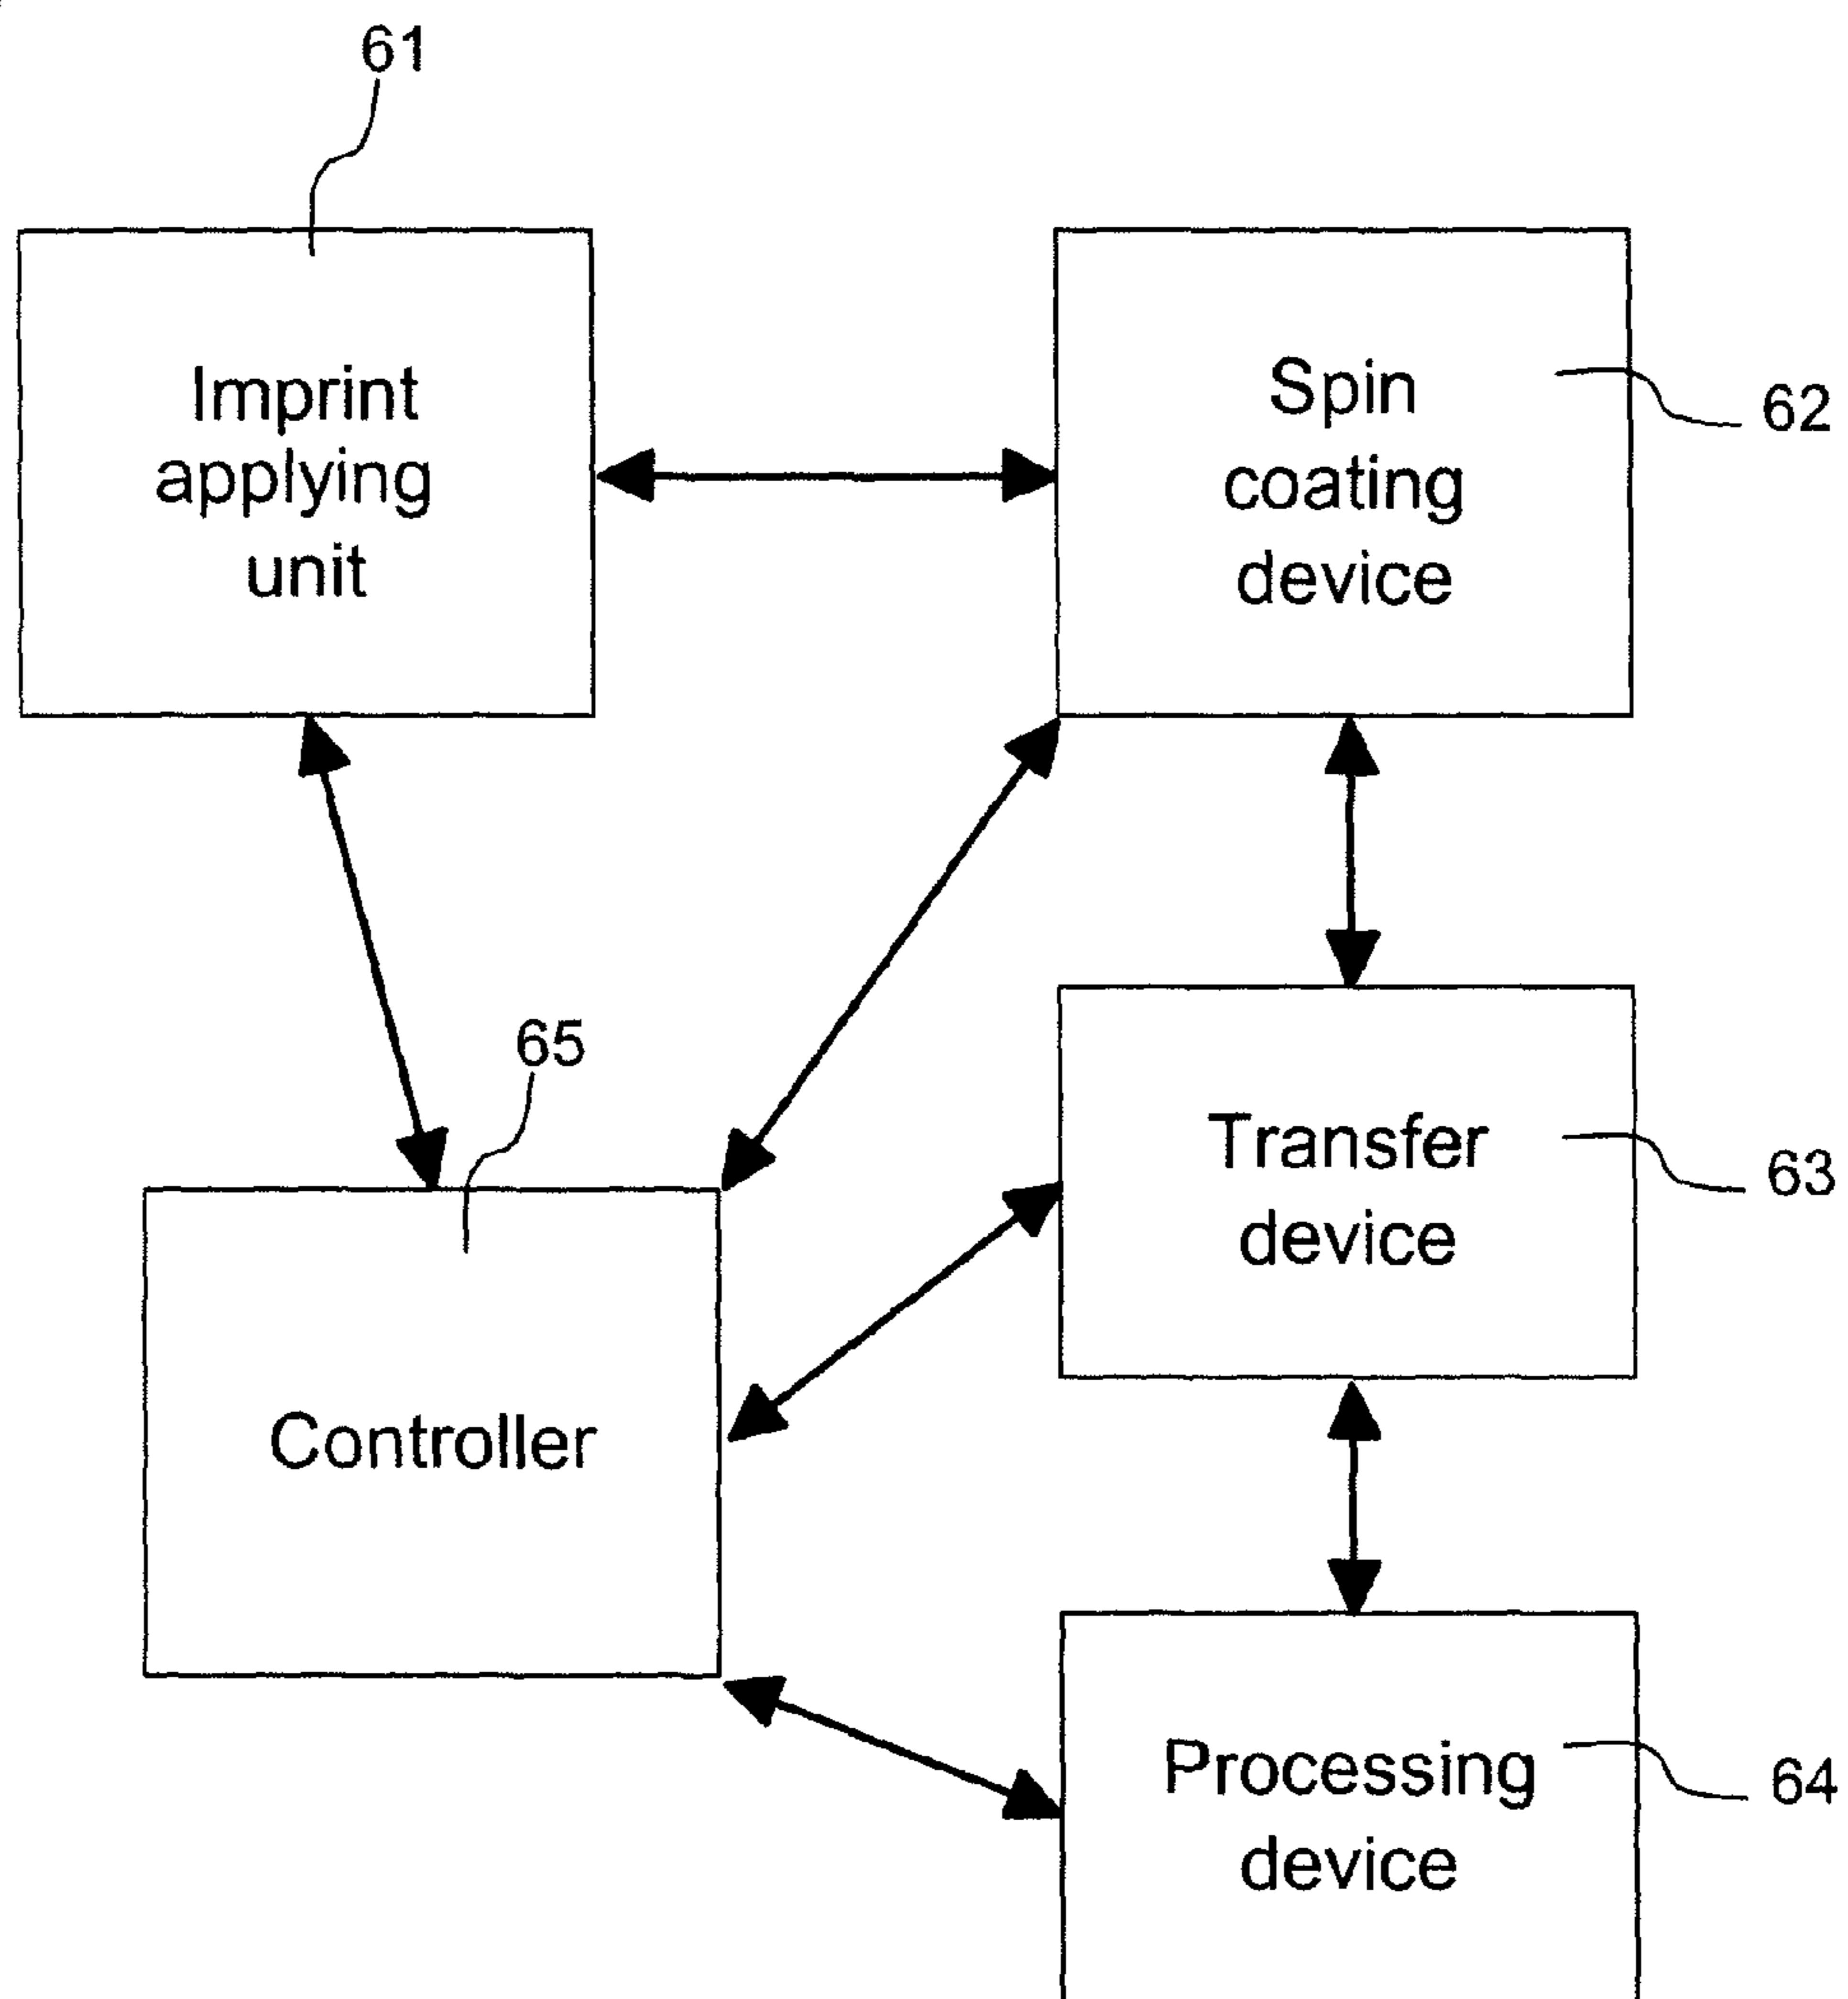 61
Imprint
applying
unit
Spin
coating
device
62
65
Transfer
device
63
Controller
Processing
device
64